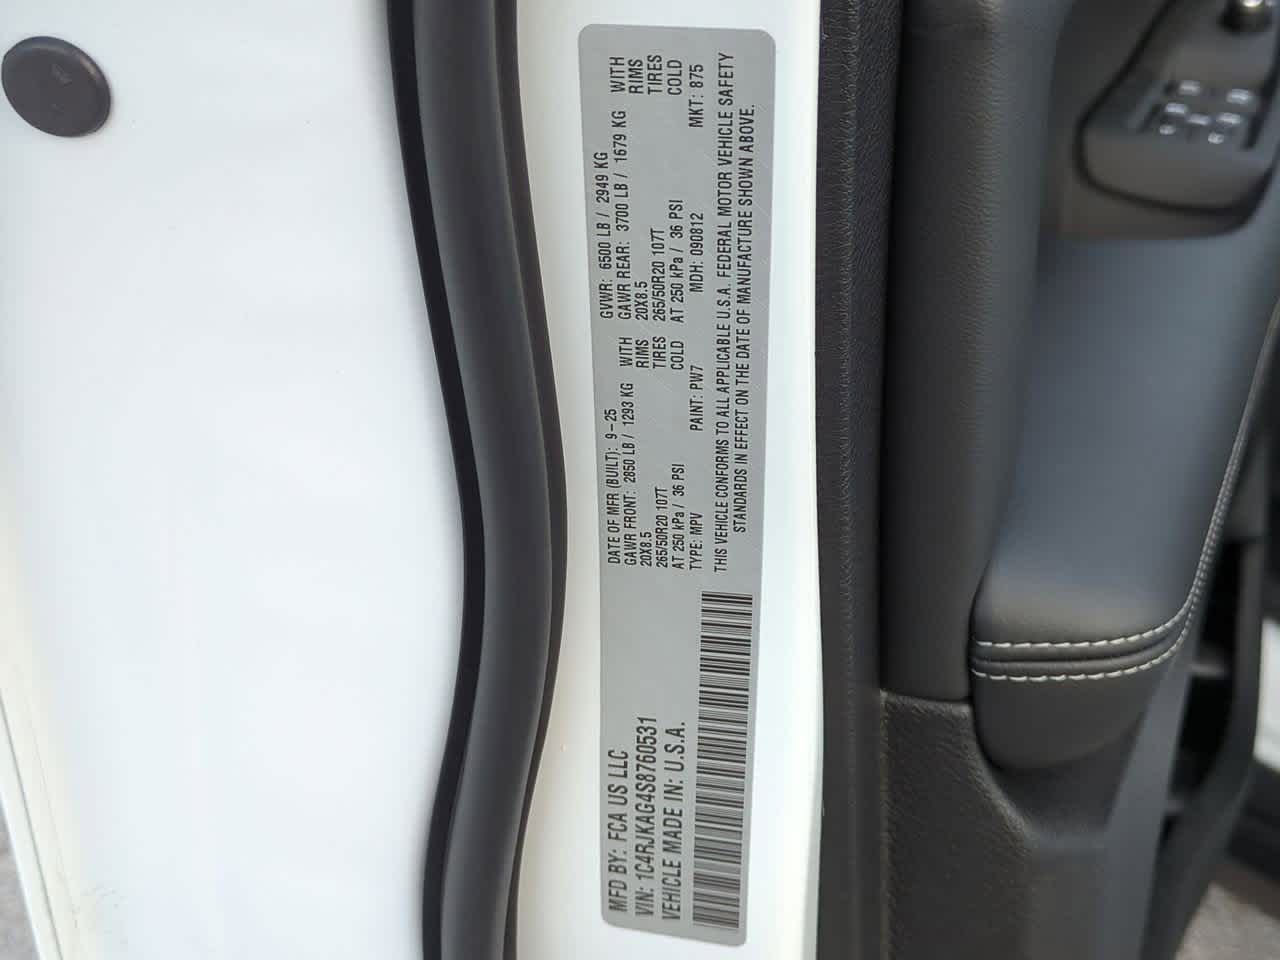 MFD BY: FCA US LLC
VIN: 1C4RJKAG4S8760531
VEHICLE MADE IN: U.S.A.
DATE OF MFR (BUILT): 9-25 GVWR: 6500 LB / 2949 KG
GAWR FRONT: 2850 LB / 1293 KG WITH GAWR REAR: 3700 LB / 1679 KG WITH
20X8.5 RIMS 20X8.5 RIMS
265/50R20 107T TIRES 265/50R20 107T TIRES
AT 250 kPa / 36 PSI COLD AT 250 kPa / 36 PSI COLD
TYPE: MPV PAINT: PW7 MDH: 090812 MKT: 875
THIS VEHICLE CONFORMS TO ALL APPLICABLE U.S.A. FEDERAL MOTOR VEHICLE SAFETY
STANDARDS IN EFFECT ON THE DATE OF MANUFACTURE SHOWN ABOVE.